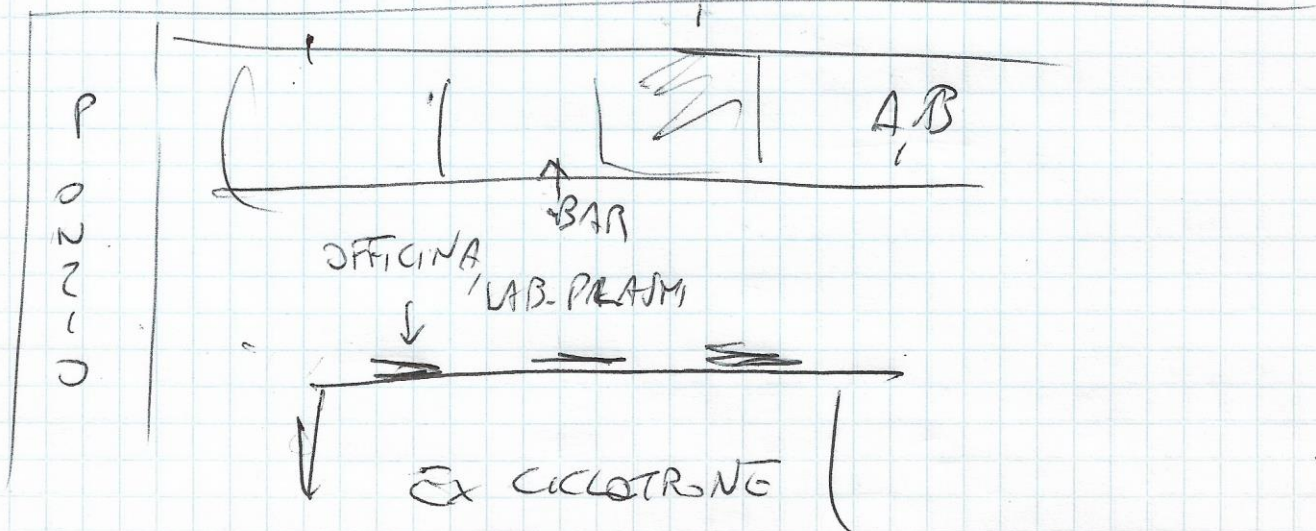 PONZIO
A, B
BAR
OFFICINA,
LAB. PLASMI
EX CICLOTRONE